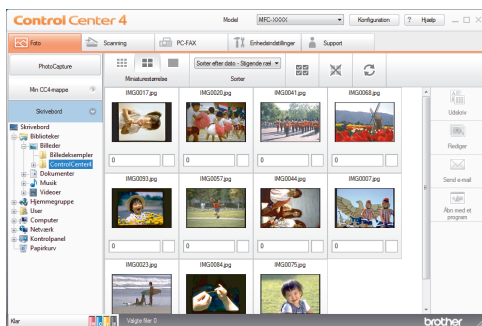 Control Center 4
Model
MFC-XXXX
Konfiguration
?
Hjælp
Foto
Scanning
PC-FAX
Enhedsindstillinger
Support
PhotoCapture
Min CC4-mappe
Skrivebord
Miniaturestørrelse
Sorter efter dato - Stigende ræl
Sorter
Skrivebord
Biblioteker
Billeder
Billedeksempler
ControlCenter4
Dokumenter
Musik
Videoer
Hjemmegruppe
User
Computer
Netværk
Kontrolpanel
Papirkurv
IMG0017.jpg
IMG0020.jpg
IMG0041.jpg
IMG0068.jpg
0
0
0
0
IMG0093.jpg
IMG0057.jpg
IMG0044.jpg
IMG0007.jpg
0
0
0
0
IMG0023.jpg
IMG0084.jpg
IMG0075.jpg
Udskriv
Rediger
Send e-mail
Åbn med et
program
Klar
Valgte filer 0
brother